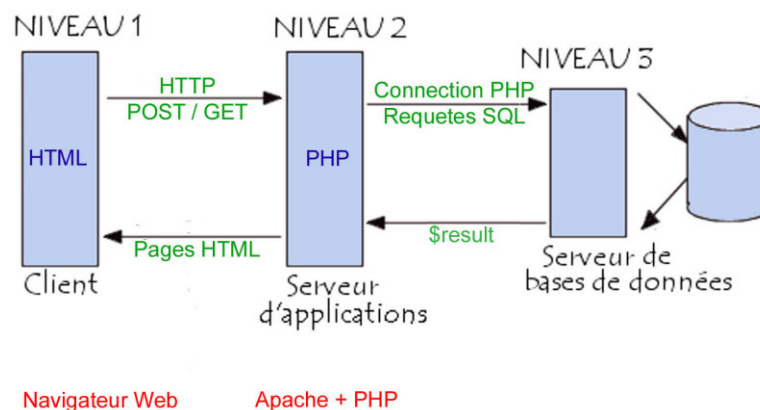 NIVEAU 1
NIVEAU 2
NIVEAU 3
HTTP
POST / GET
Connection PHP
Requetes SQL
HTML
PHP
Pages HTML
$result
Client
Serveur
d'applications
Serveur de
bases de données
Navigateur Web
Apache + PHP